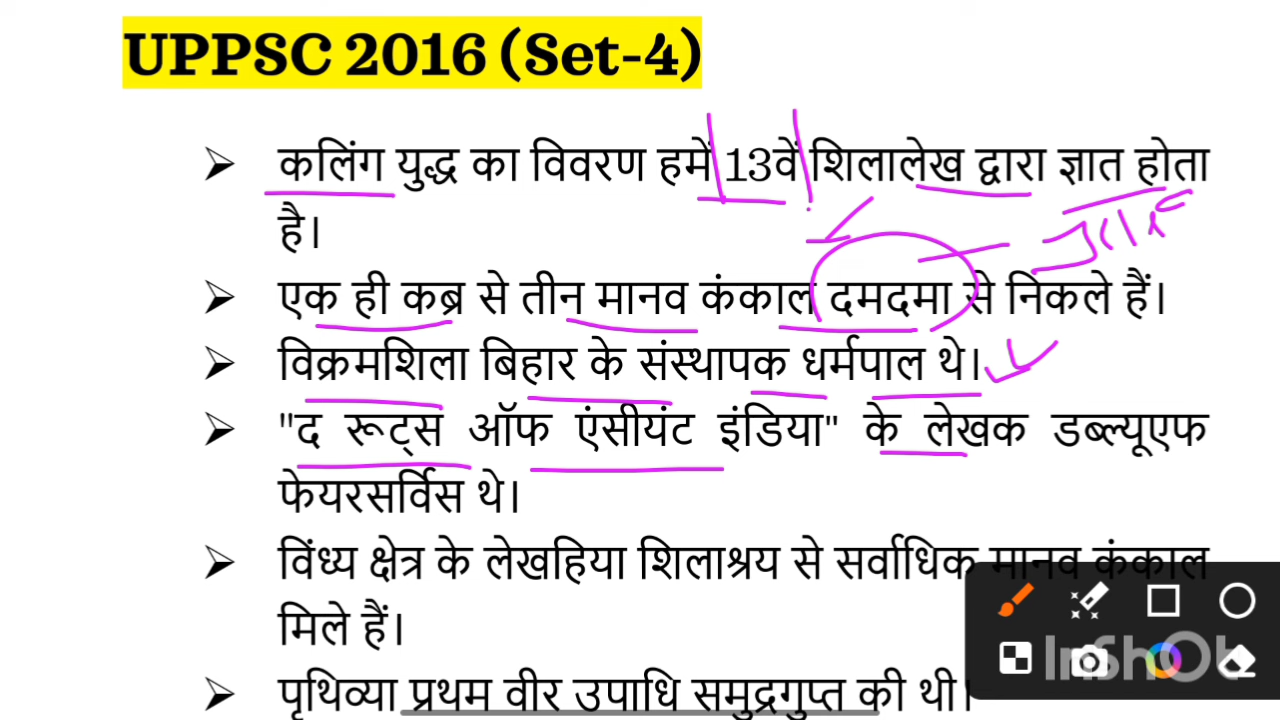 UPPSC 2016 (Set-4)
➢ कलिंग युद्ध का विवरण हमें 13वें शिलालेख द्वारा ज्ञात होता
है।
➢ एक ही कब्र से तीन मानव कंकाल दमदमा से निकले हैं।
➢ विक्रमशिला बिहार के संस्थापक धर्मपाल थे।
➢ "द रूट्स ऑफ एंसीयंट इंडिया" के लेखक डब्ल्यूएफ
फेयरसर्विस थे।
➢ विंध्य क्षेत्र के लेखहिया शिलाश्रय से सर्वाधिक मानव कंकाल
मिले हैं।
➢ पृथिव्या प्रथम वीर उपाधि समुद्रगुप्त की थी।